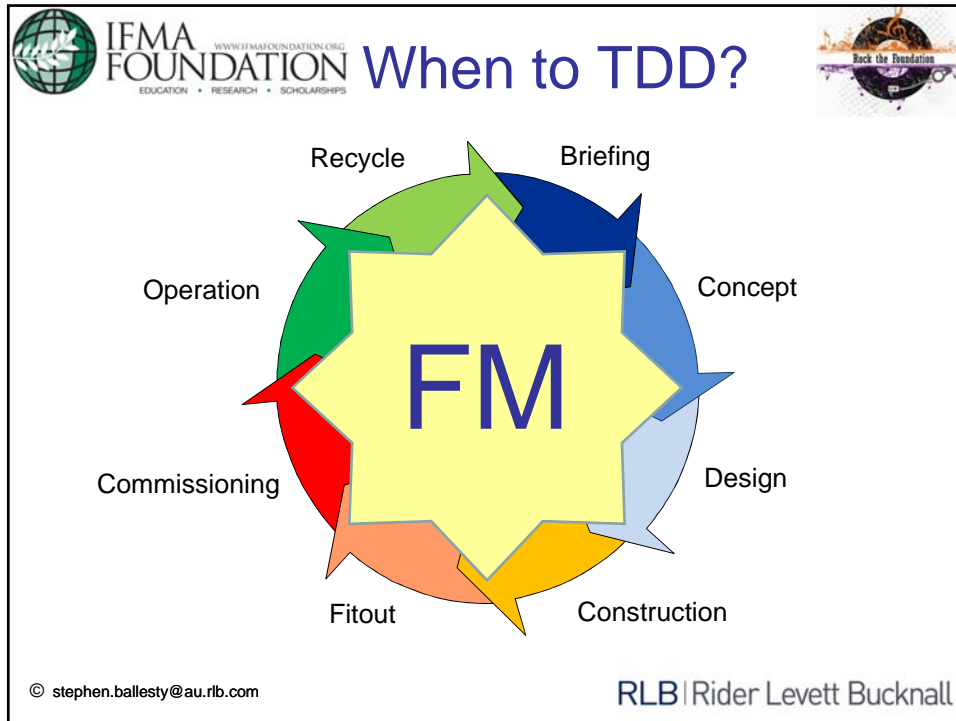 IFMA WWW.IFMAFOUNDATION.ORG
FOUNDATION
EDUCATION • RESEARCH • SCHOLARSHIPS
When to TDD?
Rock the Foundation
Recycle
Briefing
Operation
Concept
FM
Commissioning
Design
Fitout
Construction
© stephen.ballesty@au.rlb.com
RLB | Rider Levett Bucknall